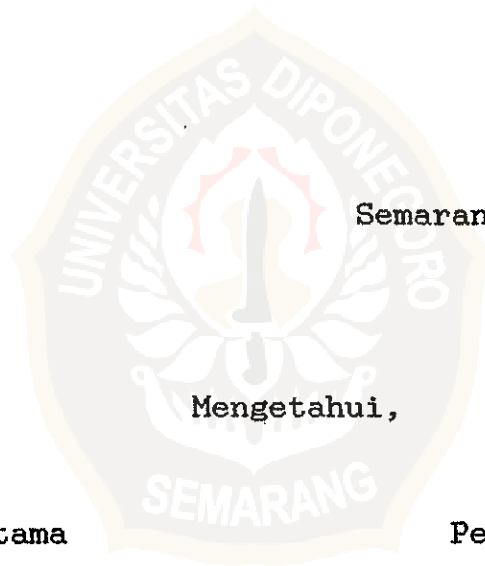 UNIVERSITAS DIPONEGORO
Semaran
Mengetahui,
SEMARANG
tama
Pe